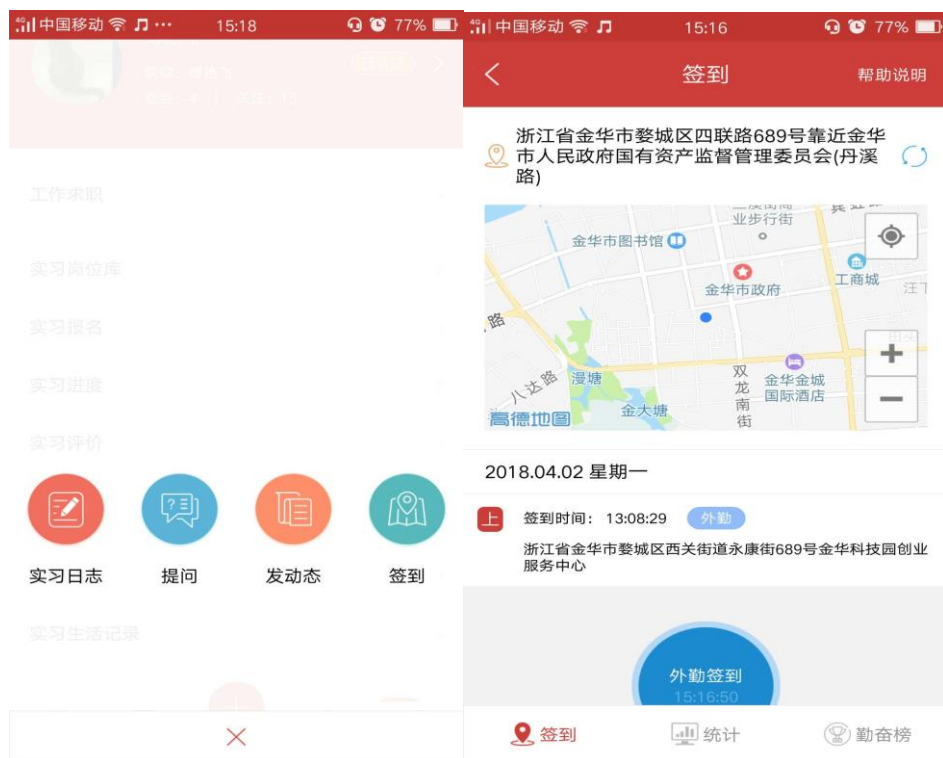 中国移动 15:18 77%
工作求职
实习岗位库
实习报名
实习进度
实习评价
实习日志 提问 发动态 签到
实习生活记录
中国移动 15:16 77%
签到 帮助说明
浙江省金华市婺城区四联路689号靠近金华
市人民政府国有资产监督管理委员会(丹溪
路)
业步行街
金华市图书馆
金华市政府
工商城
路
八达路
漫塘
双龙南街
金华金城
国际酒店
金大塘
高德地图
2018.04.02 星期一
上 签到时间： 13:08:29 外勤
浙江省金华市婺城区西关街道永康街689号金华科技园创业
服务中心
外勤签到
15:16:50
签到 统计 勤奋榜